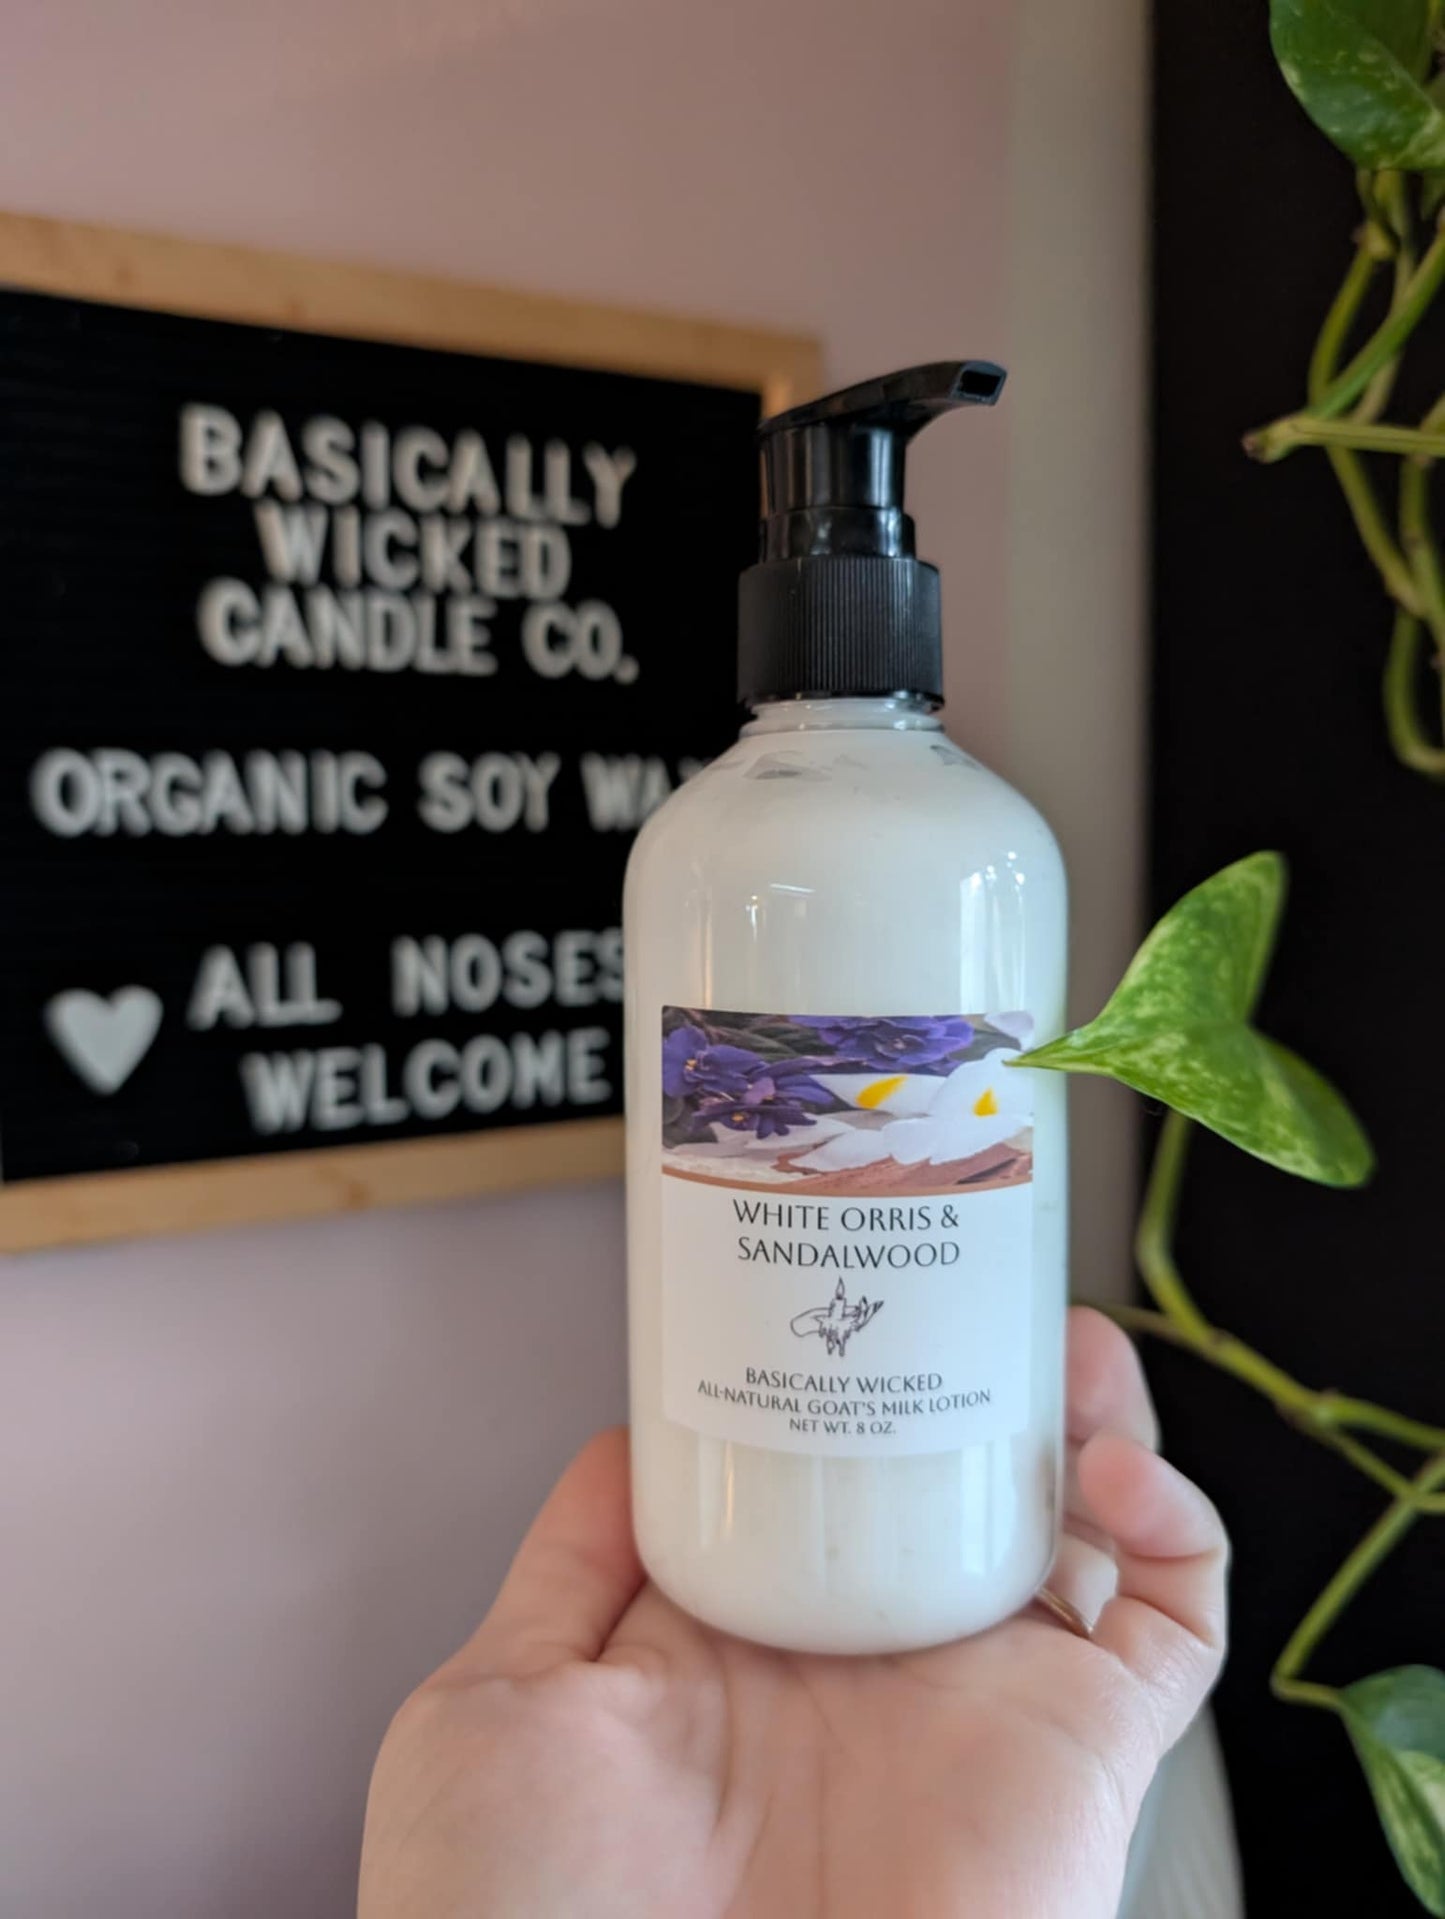 BASICALLY
WICKED
CANDLE CO.
ORGANIC SOY
ALL NOSES
WELCOME
WHITE ORRIS &
SANDALWOOD
BASICALLY WICKED
ALL-NATURAL GOAT'S MILK LOTION
NET WT. 8 OZ.